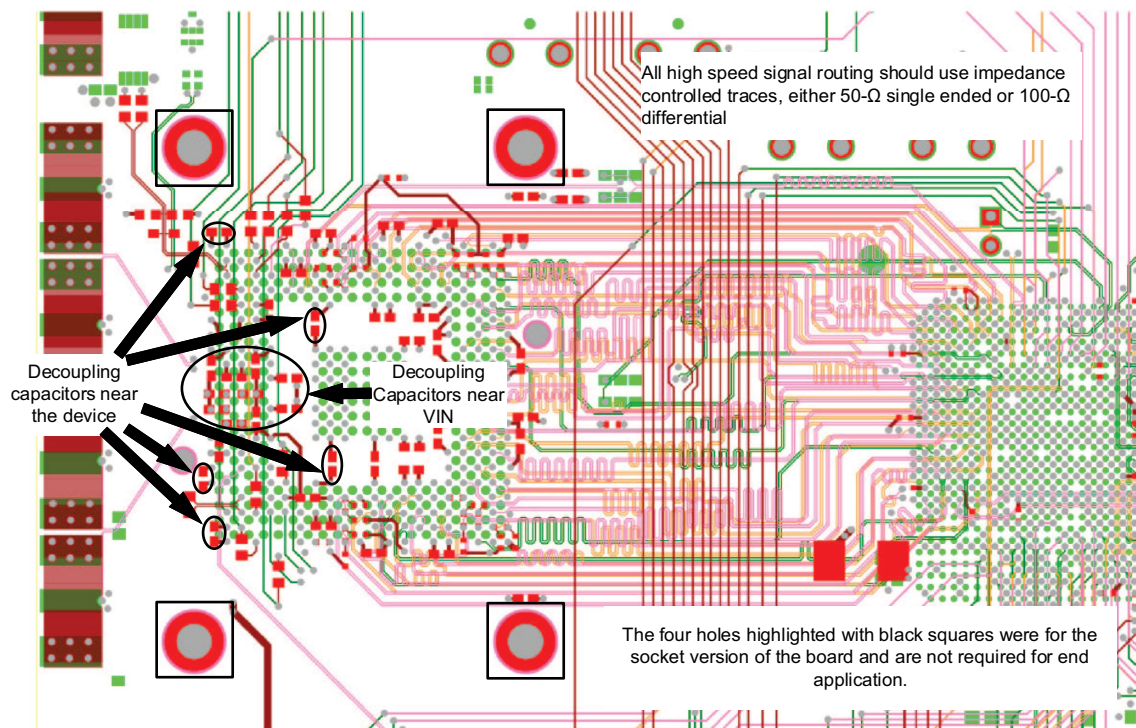 All high speed signal routing should use impedance
controlled traces, either 50-Ω single ended or 100-Ω
differential
Decoupling
capacitors near
the device
Decoupling
Capacitors near
VIN
The four holes highlighted with black squares were for the
socket version of the board and are not required for end
application.